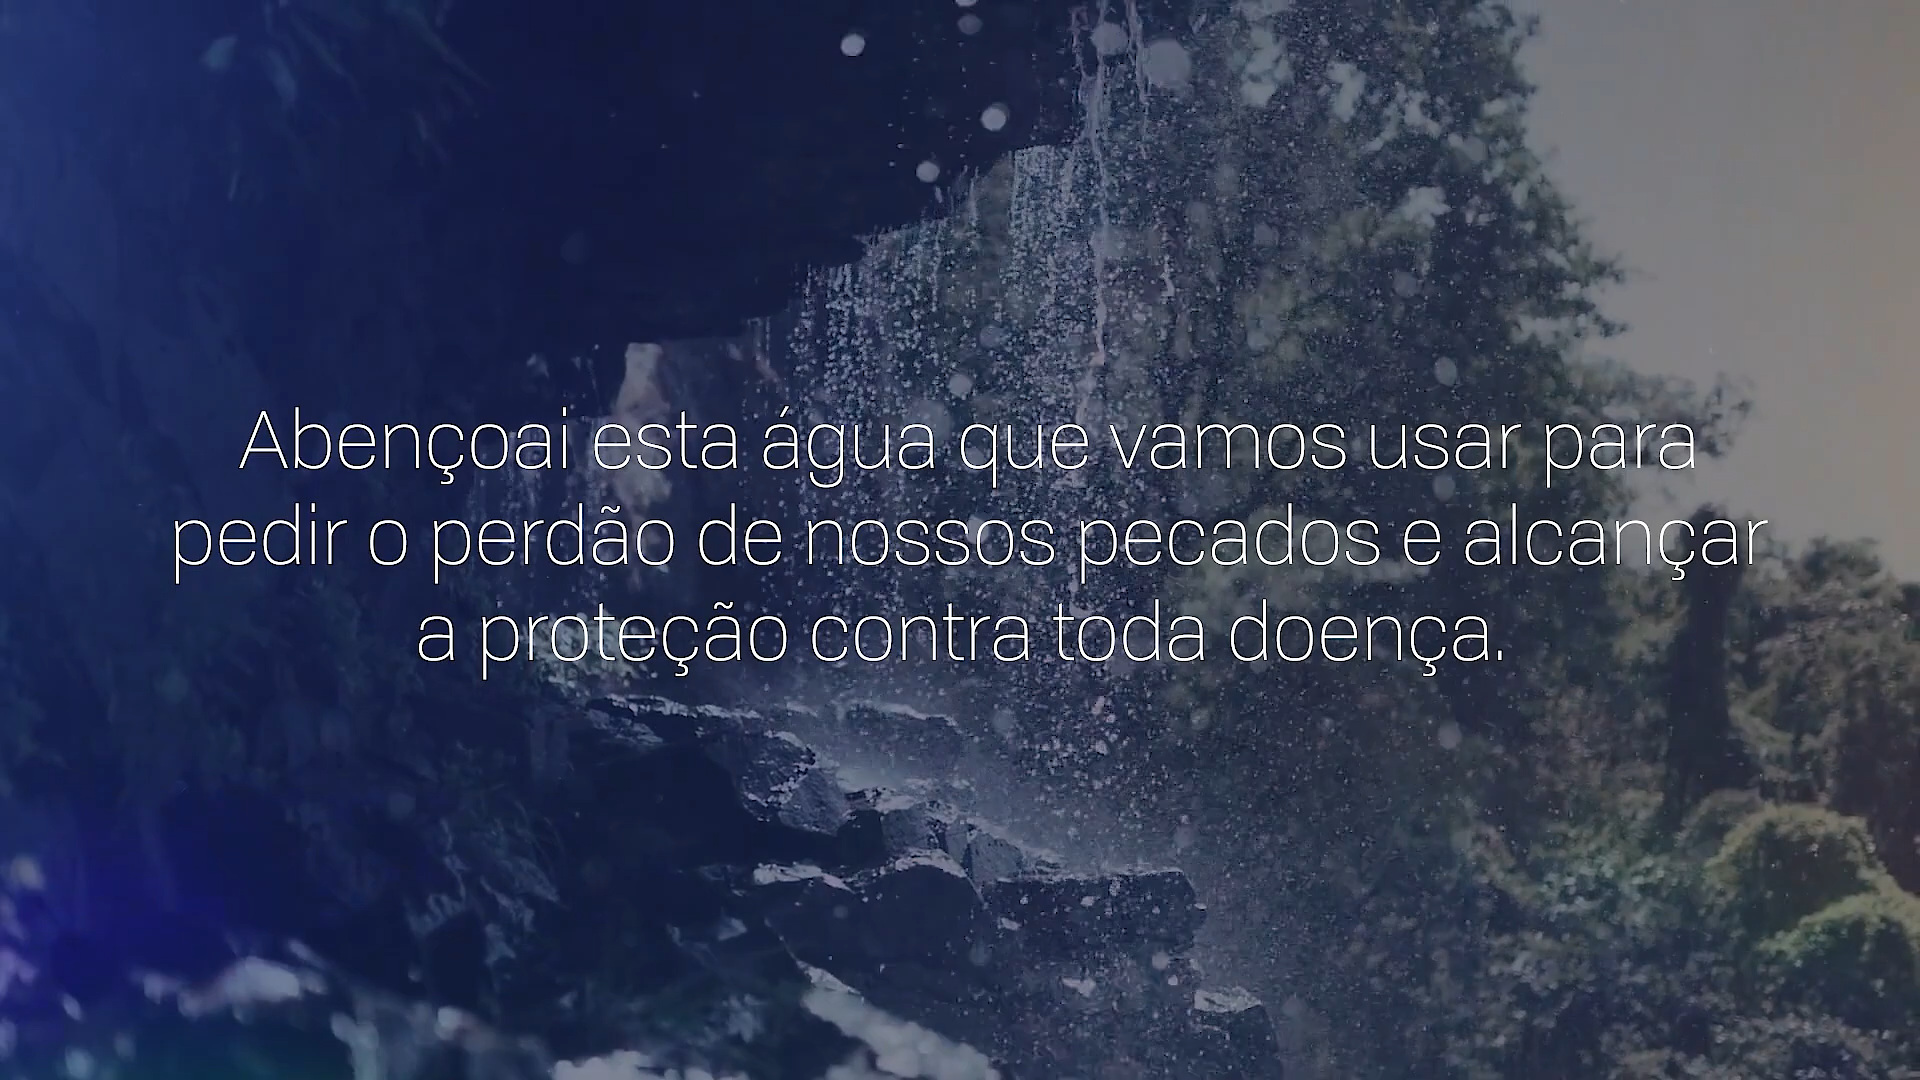 Abençoai esta água que vamos usar para
pedir o perdão de nossos pecados e alcançar
a proteção contra toda doença.